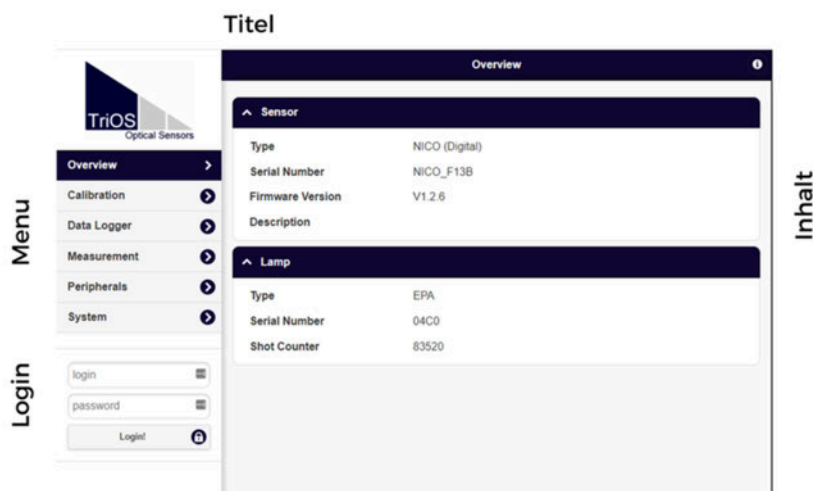 Titel
TriOS
Optical Sensors
Menu
Overview
Calibration
Data Logger
Measurement
Peripherals
System
Login
login
password
Login!
Overview
Sensor
Type NICO (Digital)
Serial Number NICO_F13B
Firmware Version V1.2.6
Description
Lamp
Type EPA
Serial Number 04C0
Shot Counter 83520
Inhalt